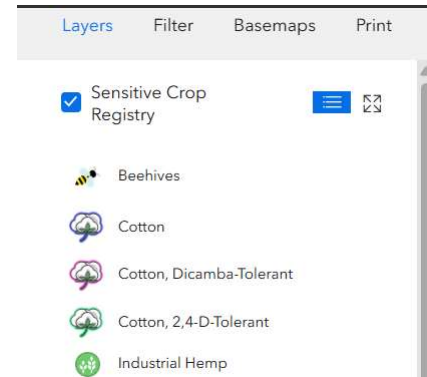 Layers Filter Basemaps Print
Sensitive Crop
Registry
Beehives
Cotton
Cotton, Dicamba-Tolerant
Cotton, 2,4-D-Tolerant
Industrial Hemp